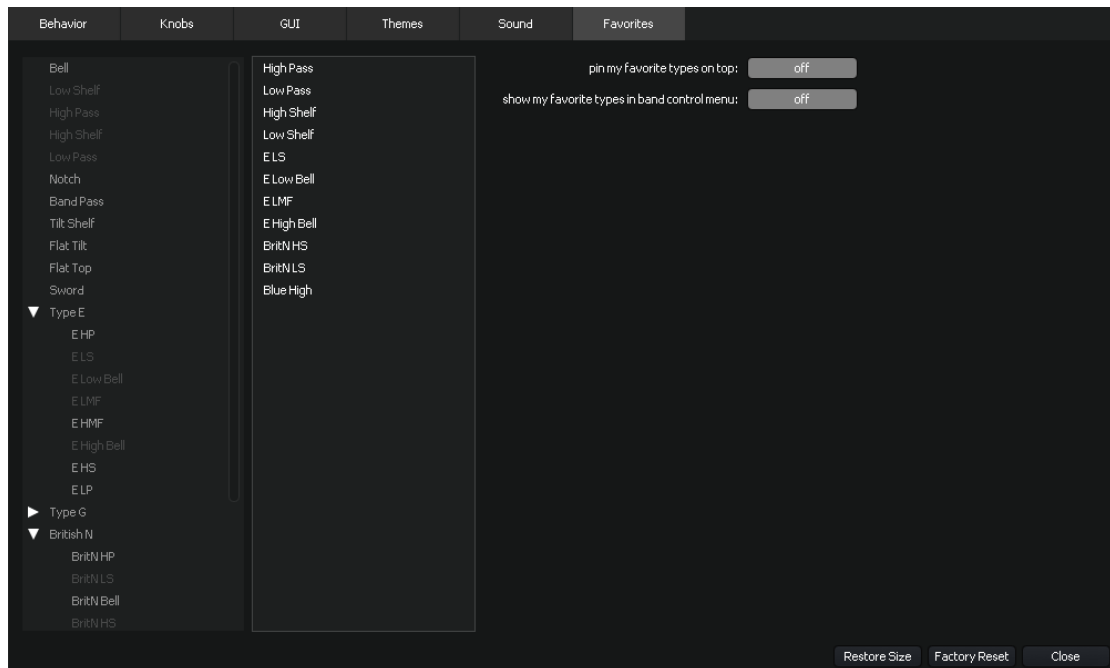 Behavior Knobs GUI Themes Sound Favorites
Bell
Low Shelf
High Pass
High Shelf
Low Pass
Notch
Band Pass
Tilt Shelf
Flat Tilt
Flat Top
Sword
Type E
E HP
E LS
E Low Bell
E LMF
E HMF
E High Bell
E HS
E LP
Type G
British N
BritN HP
BritN LS
BritN Bell
BritN HS
High Pass
Low Pass
High Shelf
Low Shelf
E LS
E Low Bell
E LMF
E High Bell
BritN HS
BritN LS
Blue High
pin my favorite types on top: off
show my favorite types in band control menu: off
Restore Size Factory Reset Close